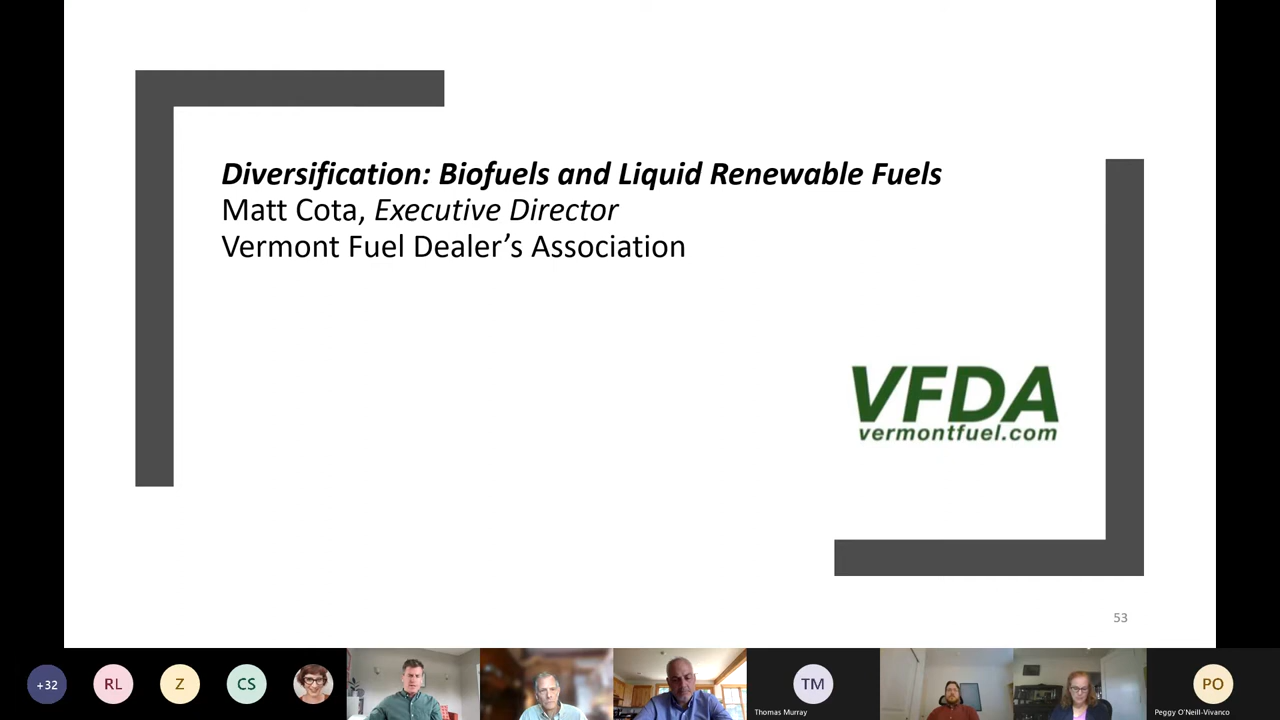 Diversification: Biofuels and Liquid Renewable Fuels
Matt Cota, Executive Director
Vermont Fuel Dealer’s Association
VFDA
vermontfuel.com
53
+32
RL
Z
CS
TM
Thomas Murray
PO
Peggy O'Neill-Vivanco